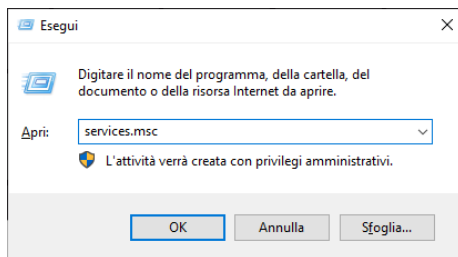 Esegui
Digitare il nome del programma, della cartella, del
documento o della risorsa Internet da aprire.
Apri: services.msc
L'attività verrà creata con privilegi amministrativi.
OK Annulla Sfoglia...